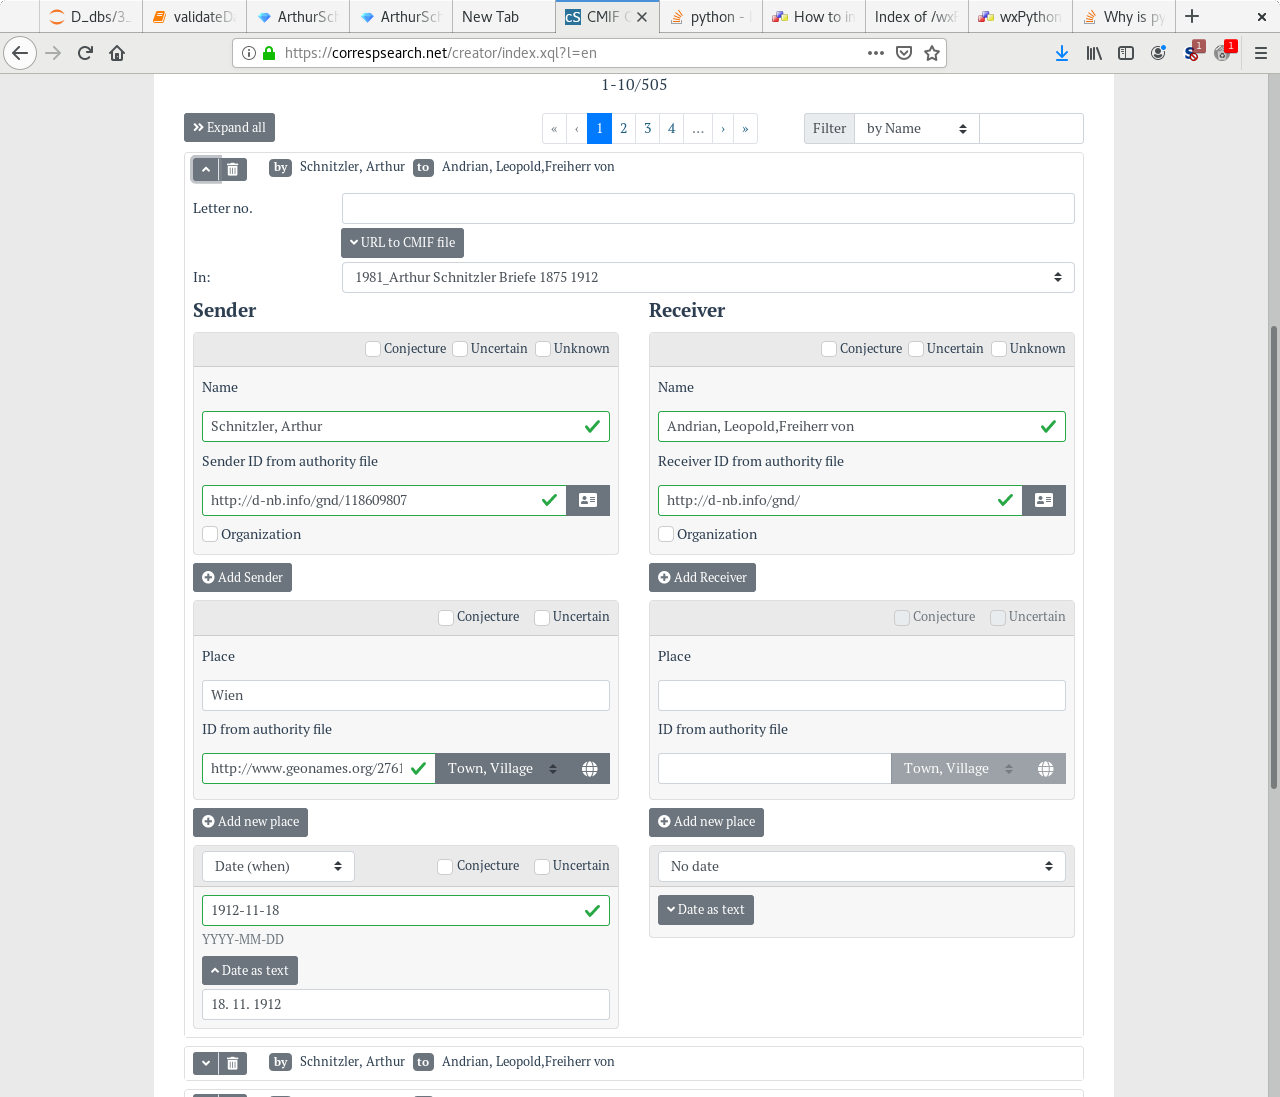 D_dbs/3_ validateDa ArthurSch ArthurSch New Tab CMIF C python - How to in Index of /wxP wxPython Why is py
https://correspsearch.net/creator/index.xql?l=en 1 1
1-10/505
Expand all « ‹ 1 2 3 4 ... › » Filter by Name
by Schnitzler, Arthur to Andrian, Leopold,Freiherr von
Letter no.
URL to CMIF file
In: 1981_Arthur Schnitzler Briefe 1875 1912
Sender Receiver
Conjecture Uncertain Unknown Conjecture Uncertain Unknown
Name Name
Schnitzler, Arthur Andrian, Leopold,Freiherr von
Sender ID from authority file Receiver ID from authority file
http://d-nb.info/gnd/118609807 http://d-nb.info/gnd/
Organization Organization
Add Sender Add Receiver
Conjecture Uncertain Conjecture Uncertain
Place Place
Wien
ID from authority file ID from authority file
http://www.geonames.org/2761 Town, Village Town, Village
Add new place Add new place
Date (when) Conjecture Uncertain No date
1912-11-18 Date as text
YYYY-MM-DD
Date as text
18. 11. 1912
by Schnitzler, Arthur to Andrian, Leopold,Freiherr von